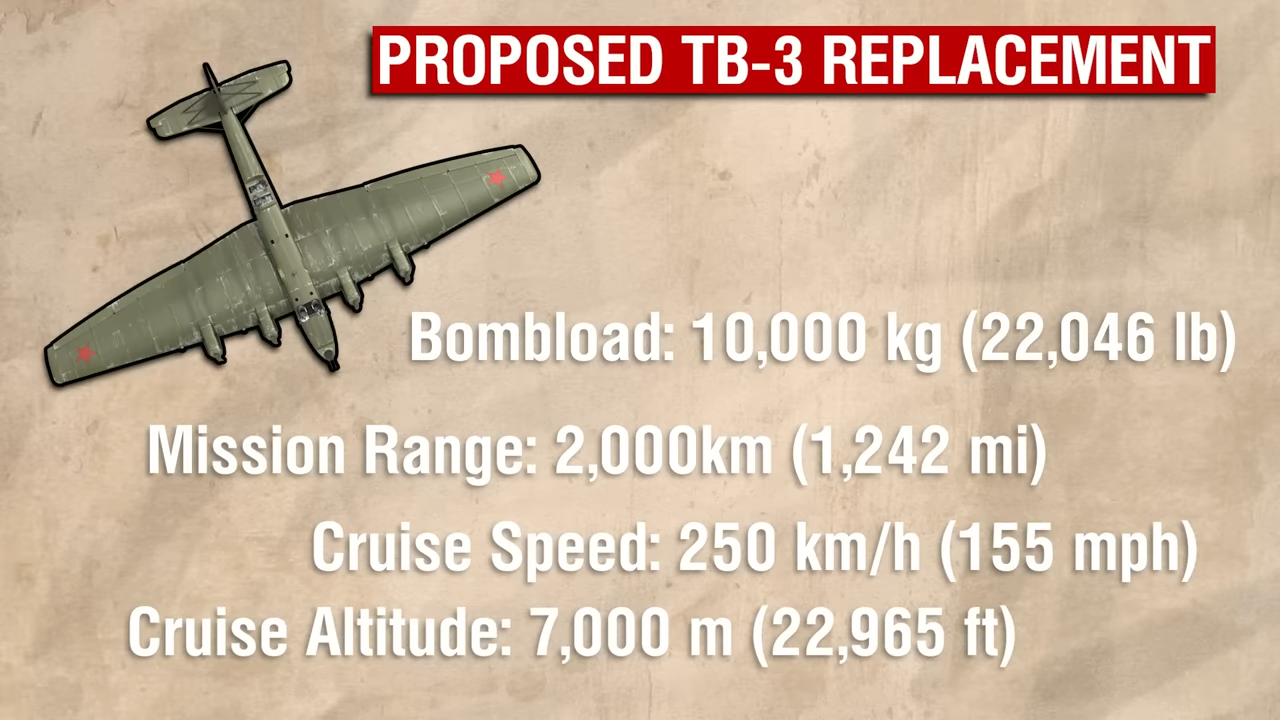 PROPOSED TB-3 REPLACEMENT
Bombload: 10,000 kg (22,046 lb)
Mission Range: 2,000km (1,242 mi)
Cruise Speed: 250 km/h (155 mph)
Cruise Altitude: 7,000 m (22,965 ft)